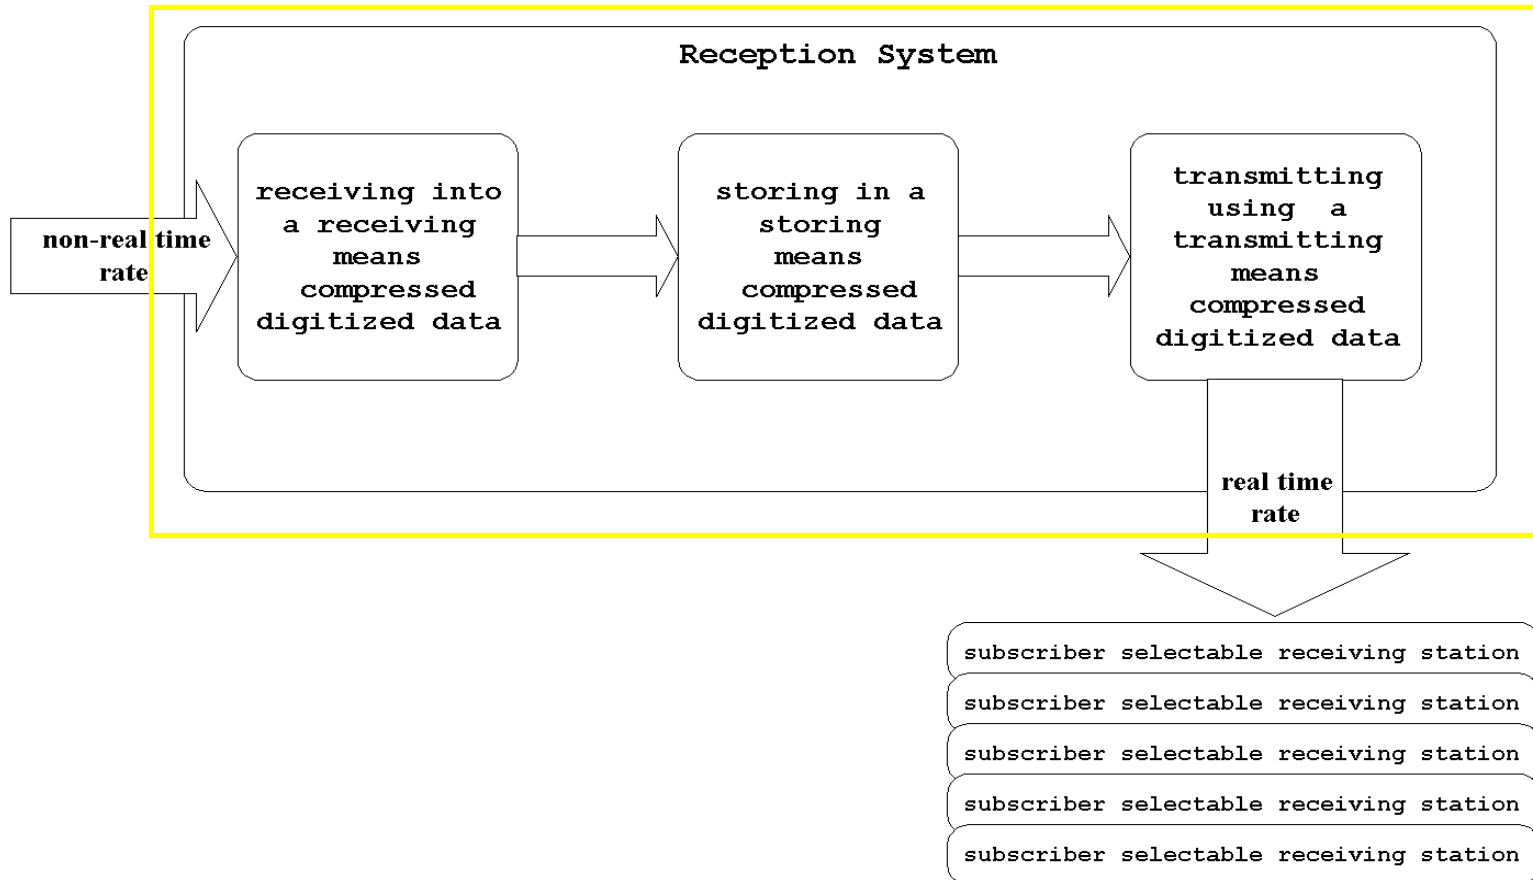 Reception System
non-real time
rate
receiving into
a receiving
means
compressed
digitized data
storing in a
storing
means
compressed
digitized data
transmitting
using a
transmitting
means
compressed
digitized data
real time
rate
subscriber selectable receiving station
subscriber selectable receiving station
subscriber selectable receiving station
subscriber selectable receiving station
subscriber selectable receiving station